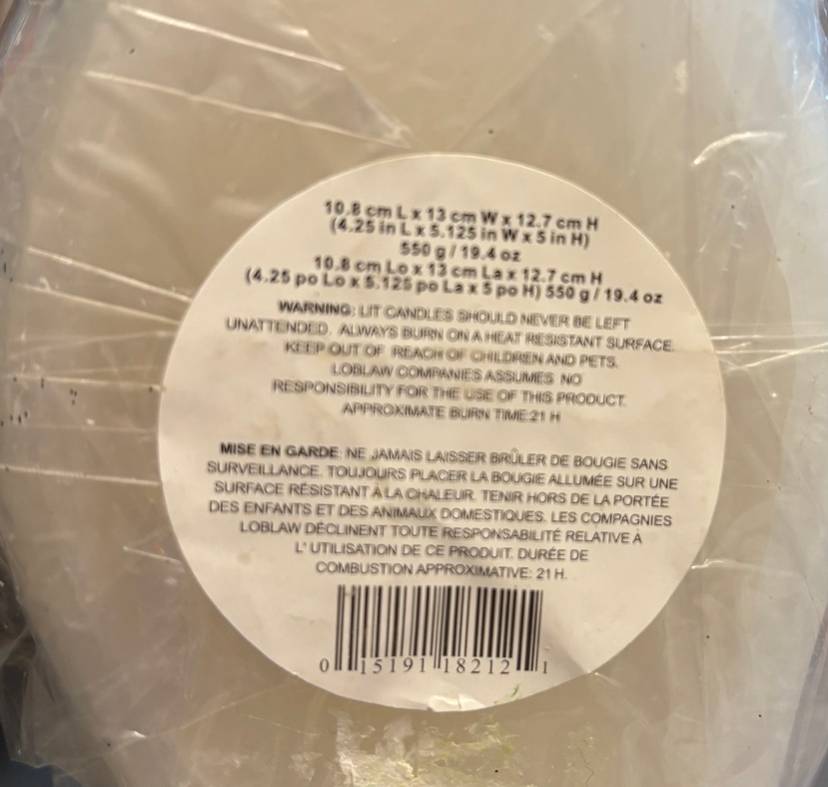 10.8 cm L x 13 cm W x 12.7 cm H
(4.25 in L x 5.125 in W x 5 in H)
550 g / 19.4 oz
10.8 cm Lo x 13 cm La x 12.7 cm H
(4.25 po Lo x 5.125 po La x 5 po H) 550 g / 19.4 oz
WARNING: LIT CANDLES SHOULD NEVER BE LEFT
UNATTENDED. ALWAYS BURN ON A HEAT RESISTANT SURFACE.
KEEP OUT OF REACH OF CHILDREN AND PETS.
LOBLAW COMPANIES ASSUMES NO
RESPONSIBILITY FOR THE USE OF THIS PRODUCT.
APPROXIMATE BURN TIME:21 H
MISE EN GARDE: NE JAMAIS LAISSER BRÛLER DE BOUGIE SANS
SURVEILLANCE. TOUJOURS PLACER LA BOUGIE ALLUMÉE SUR UNE
SURFACE RÉSISTANT À LA CHALEUR. TENIR HORS DE LA PORTÉE
DES ENFANTS ET DES ANIMAUX DOMESTIQUES. LES COMPAGNIES
LOBLAW DÉCLINENT TOUTE RESPONSABILITÉ RELATIVE À
L' UTILISATION DE CE PRODUIT. DURÉE DE
COMBUSTION APPROXIMATIVE: 21 H.
0 15191 18212 1